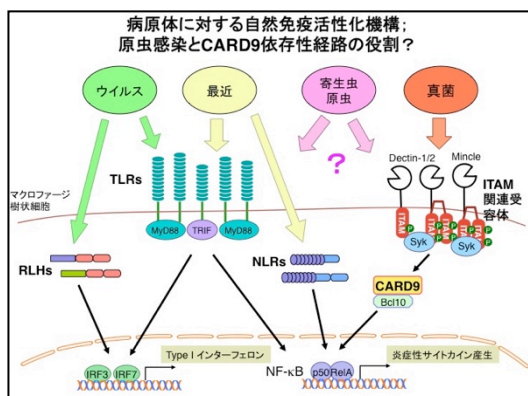 病原体に対する自然免疫活性化機構;
原虫感染とCARD9依存性経路の役割?
ウイルス
最近
寄生虫
原虫
真菌
?
Dectin-1/2
Mincle
TLRs
ITAM
関連受
容体
マクロファージ
樹状細胞
ITAM
ITAM
ITAM
ITAM
ITAM
P
P
P
P
P
MyD88
TRIF
MyD88
Syk
Syk
RLHs
NLRs
CARD9
Bcl10
Type I インターフェロン
炎症性サイトカイン産生
IRF3
IRF7
NF-κB
p50
RelA